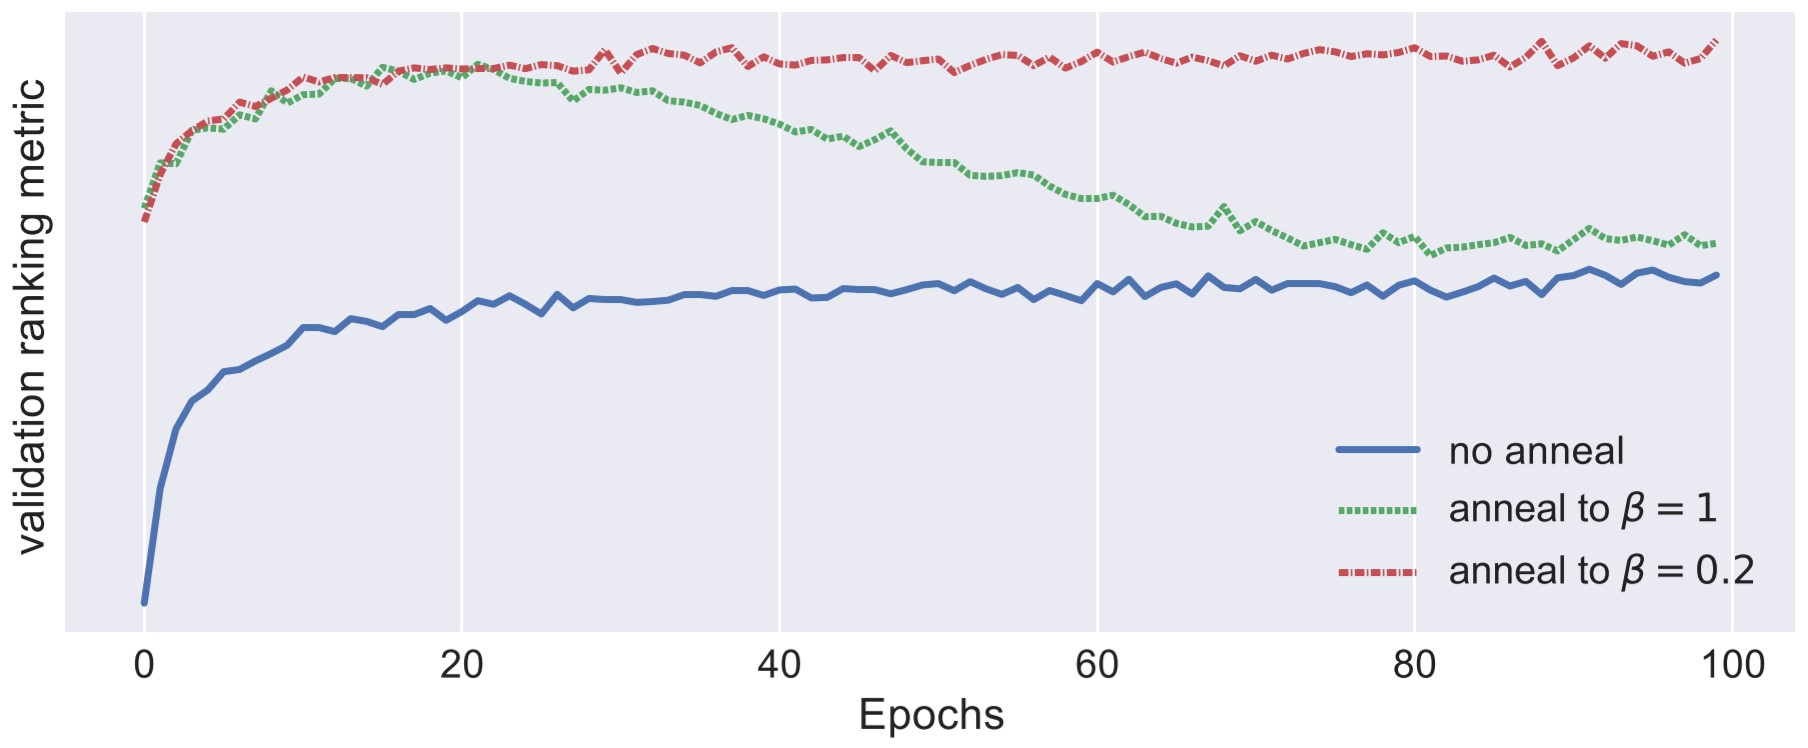 validation ranking metric
no anneal
anneal to β = 1
anneal to β = 0.2
0 20 40 60 80 100
Epochs